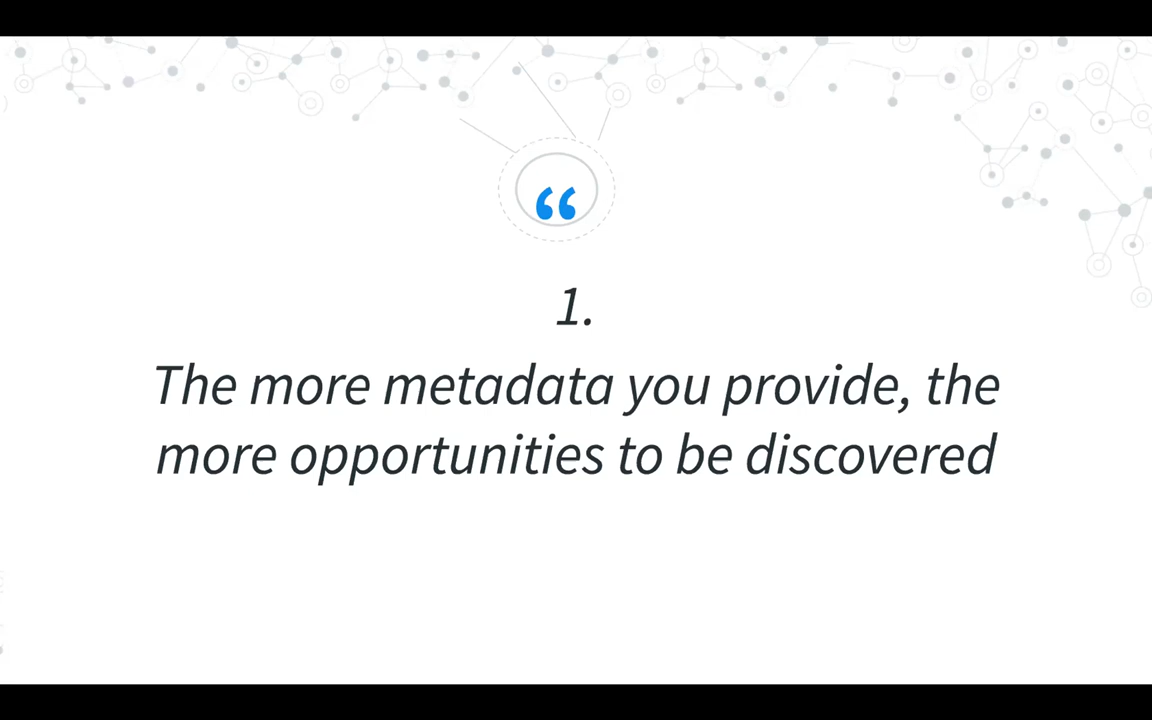 “
1.
The more metadata you provide, the
more opportunities to be discovered